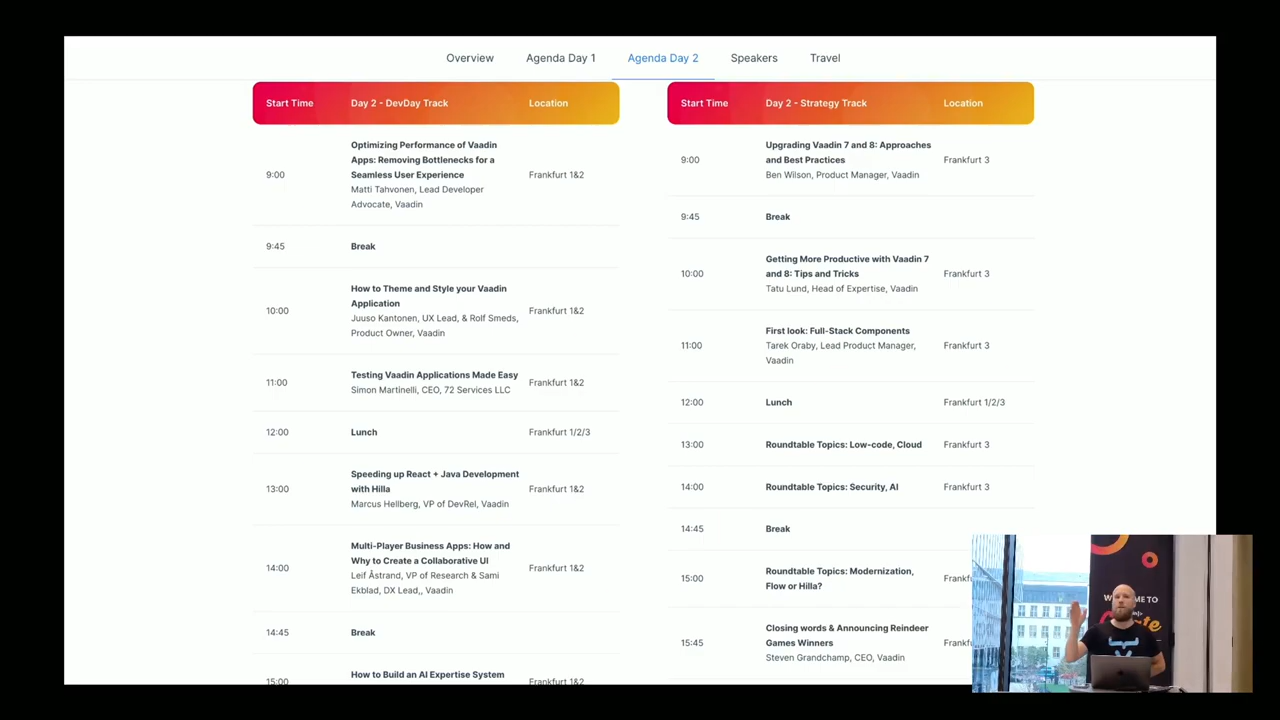 Overview Agenda Day 1 Agenda Day 2 Speakers Travel
Start Time Day 2 - DevDay Track Location
9:00
Optimizing Performance of Vaadin
Apps: Removing Bottlenecks for a
Seamless User Experience
Matti Tahvonen, Lead Developer
Advocate, Vaadin
Frankfurt 1&2
9:45 Break
10:00
How to Theme and Style your Vaadin
Application
Juuso Kantonen, UX Lead, & Rolf Smeds,
Product Owner, Vaadin
Frankfurt 1&2
11:00
Testing Vaadin Applications Made Easy
Simon Martinelli, CEO, 72 Services LLC
Frankfurt 1&2
12:00 Lunch Frankfurt 1/2/3
13:00
Speeding up React + Java Development
with Hilla
Marcus Hellberg, VP of DevRel, Vaadin
Frankfurt 1&2
14:00
Multi-Player Business Apps: How and
Why to Create a Collaborative UI
Leif Åstrand, VP of Research & Sami
Ekblad, DX Lead,, Vaadin
Frankfurt 1&2
14:45 Break
15:00
How to Build an AI Expertise System
Frankfurt 1&2
Start Time Day 2 - Strategy Track Location
9:00
Upgrading Vaadin 7 and 8: Approaches
and Best Practices
Ben Wilson, Product Manager, Vaadin
Frankfurt 3
9:45 Break
10:00
Getting More Productive with Vaadin 7
and 8: Tips and Tricks
Tatu Lund, Head of Expertise, Vaadin
Frankfurt 3
11:00
First look: Full-Stack Components
Tarek Oraby, Lead Product Manager,
Vaadin
Frankfurt 3
12:00 Lunch Frankfurt 1/2/3
13:00 Roundtable Topics: Low-code, Cloud Frankfurt 3
14:00 Roundtable Topics: Security, AI Frankfurt 3
14:45 Break
15:00
Roundtable Topics: Modernization,
Flow or Hilla?
Frankf
15:45
Closing words & Announcing Reindeer
Games Winners
Steven Grandchamp, CEO, Vaadin
Frankf